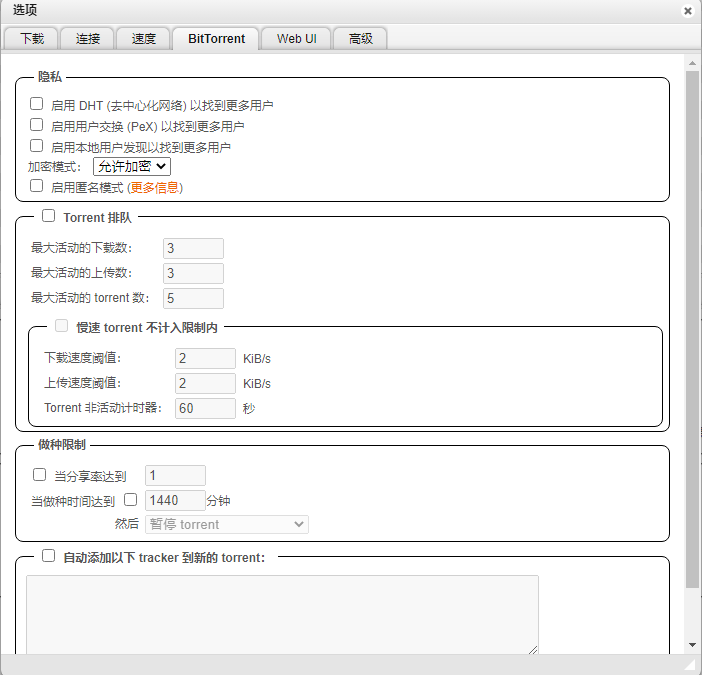 选项
下载 连接 速度 BitTorrent Web UI 高级
隐私
启用 DHT (去中心化网络) 以找到更多用户
启用用户交换 (PeX) 以找到更多用户
启用本地用户发现以找到更多用户
加密模式： 允许加密
启用匿名模式 (更多信息)
Torrent 排队
最大活动的下载数： 3
最大活动的上传数： 3
最大活动的 torrent 数： 5
慢速 torrent 不计入限制内
下载速度阈值： 2 KiB/s
上传速度阈值： 2 KiB/s
Torrent 非活动计时器： 60 秒
做种限制
当分享率达到 1
当做种时间达到 1440 分钟
然后 暂停 torrent
自动添加以下 tracker 到新的 torrent：